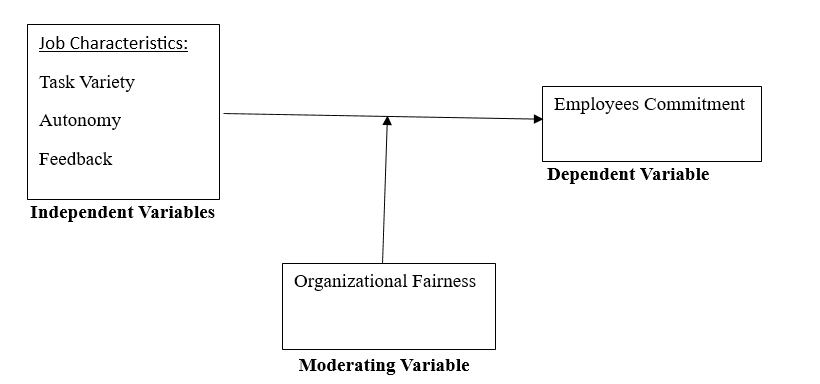 Job Characteristics:
Task Variety
Autonomy
Feedback
Independent Variables
Employees Commitment
Dependent Variable
Organizational Fairness
Moderating Variable